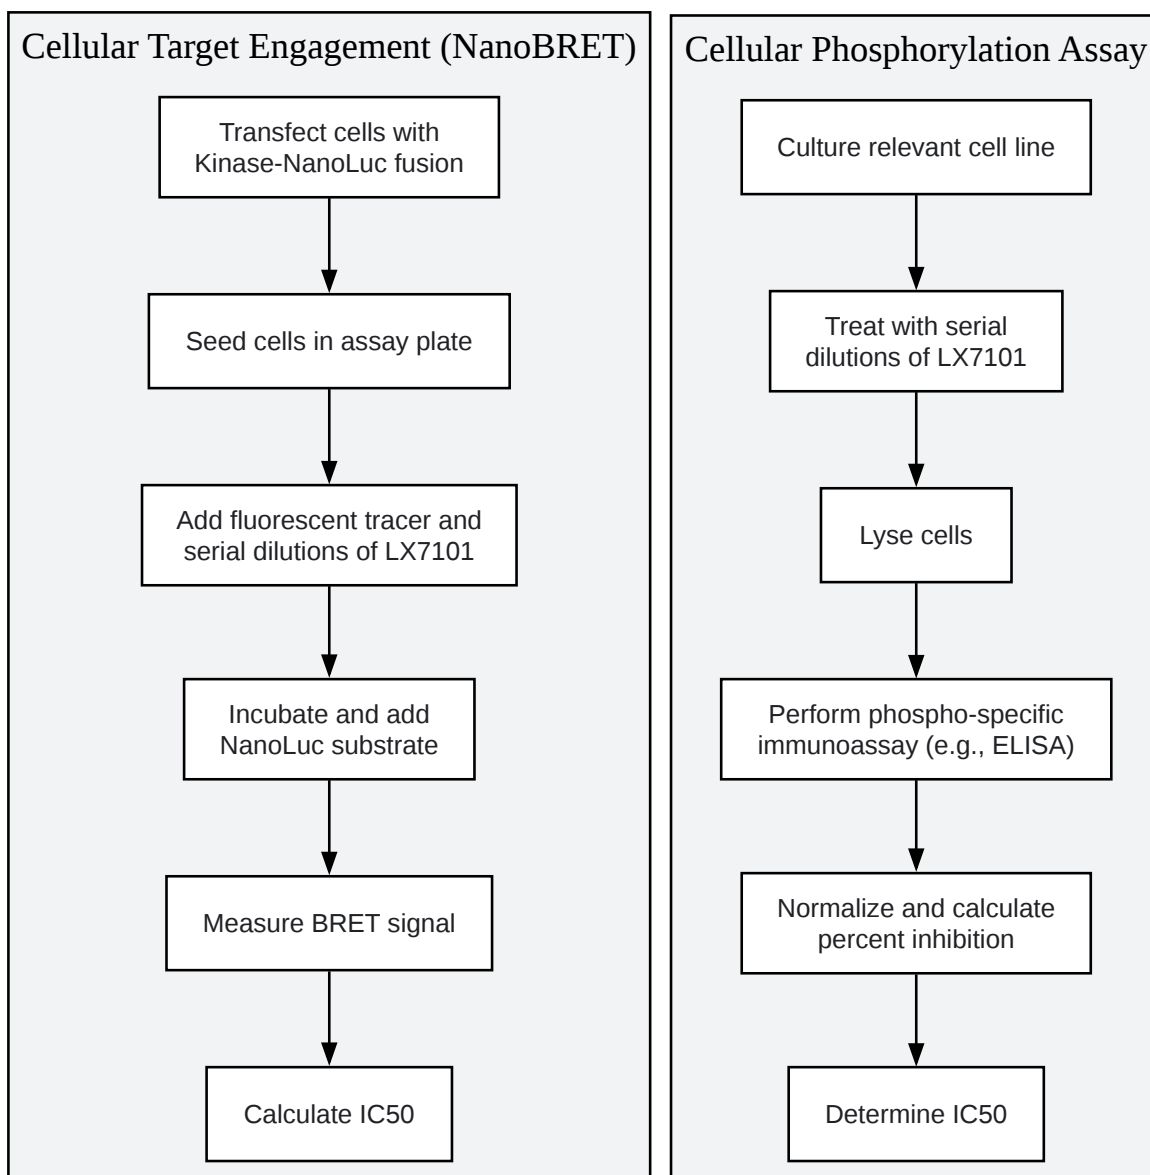 Cellular Target Engagement (NanoBRET)
Transfect cells with
Kinase-NanoLuc fusion
Seed cells in assay plate
Add fluorescent tracer and
serial dilutions of LX7101
Incubate and add
NanoLuc substrate
Measure BRET signal
Calculate IC50
Cellular Phosphorylation Assay
Culture relevant cell line
Treat with serial
dilutions of LX7101
Lyse cells
Perform phospho-specific
immunoassay (e.g., ELISA)
Normalize and calculate
percent inhibition
Determine IC50